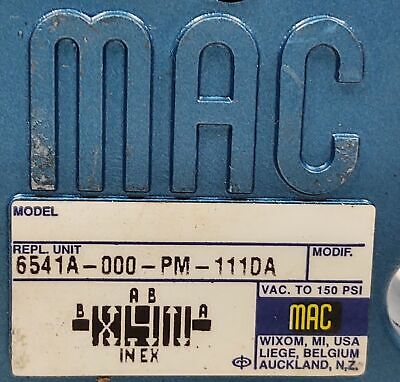 MAC
MODEL
REPL. UNIT
MODIF.
6541A-000-PM-111DA
A B
B A
IN EX
VAC. TO 150 PSI
MAC
WIXOM, MI, USA
LIEGE, BELGIUM
AUCKLAND, N.Z.